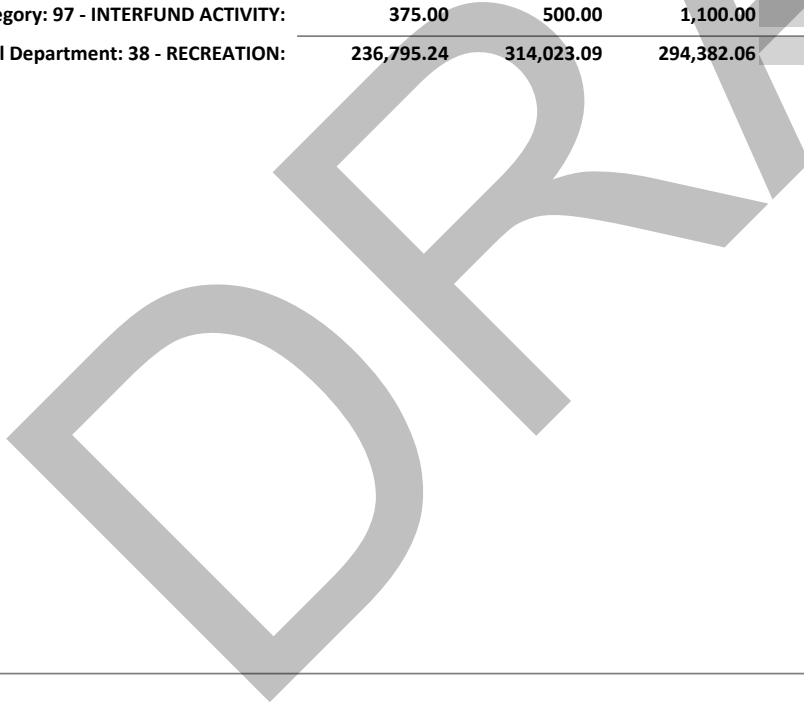 egory: 97 - INTERFUND ACTIVITY: 375.00 500.00 1,100.00
l Department: 38 - RECREATION: 236,795.24 314,023.09 294,382.06
DRA